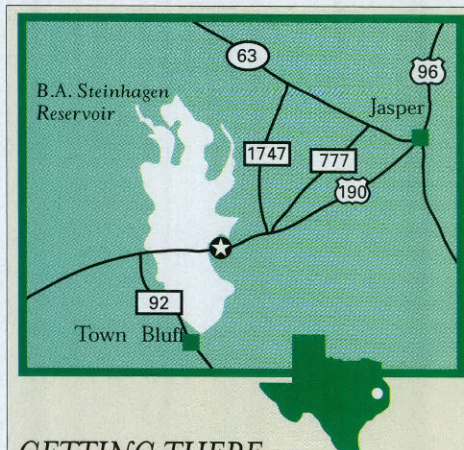 63
96
B.A. Steinhagen
Reservoir
Jasper
1747
777
190
92
Town Bluff
GETTING THERE